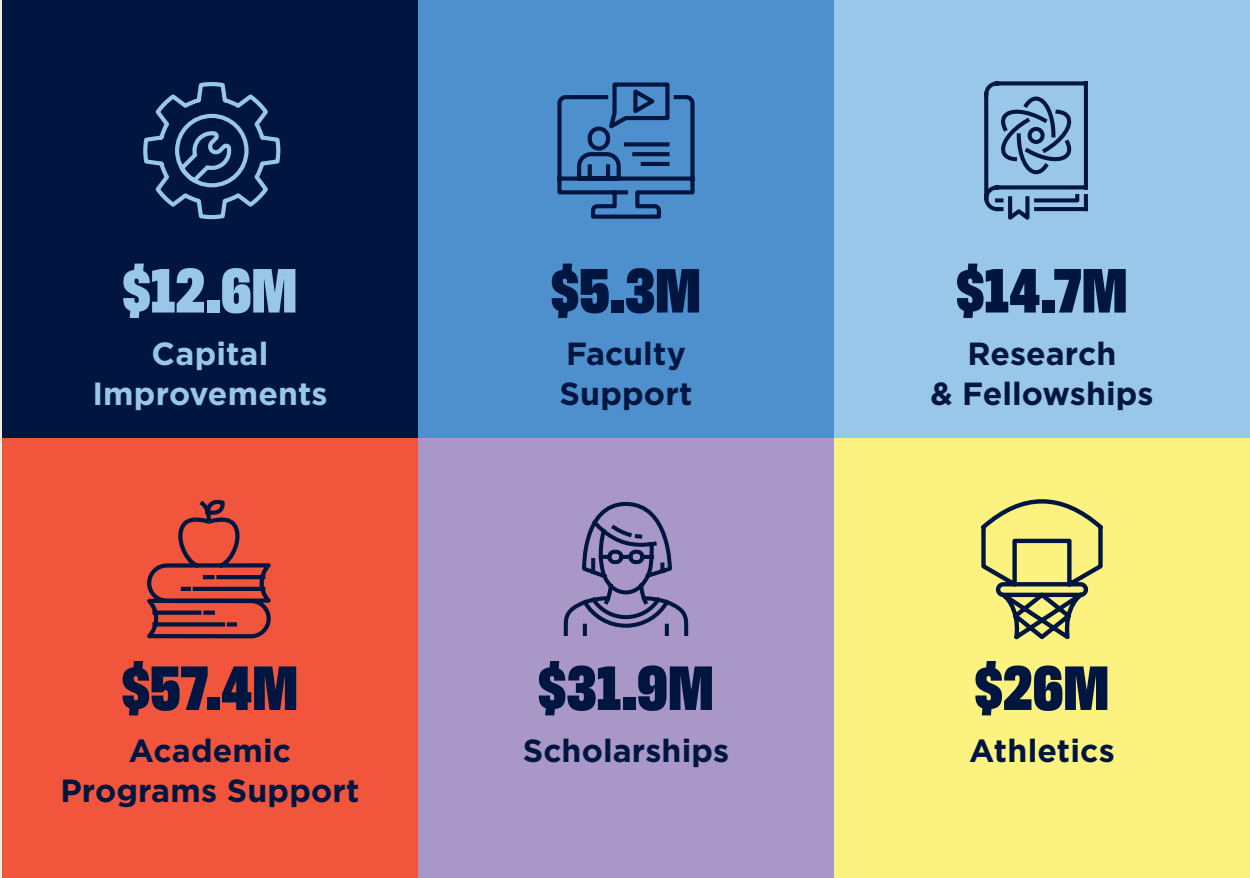 $12.6M
Capital
Improvements
$5.3M
Faculty
Support
$14.7M
Research
& Fellowships
$57.4M
Academic
Programs Support
$31.9M
Scholarships
$26M
Athletics